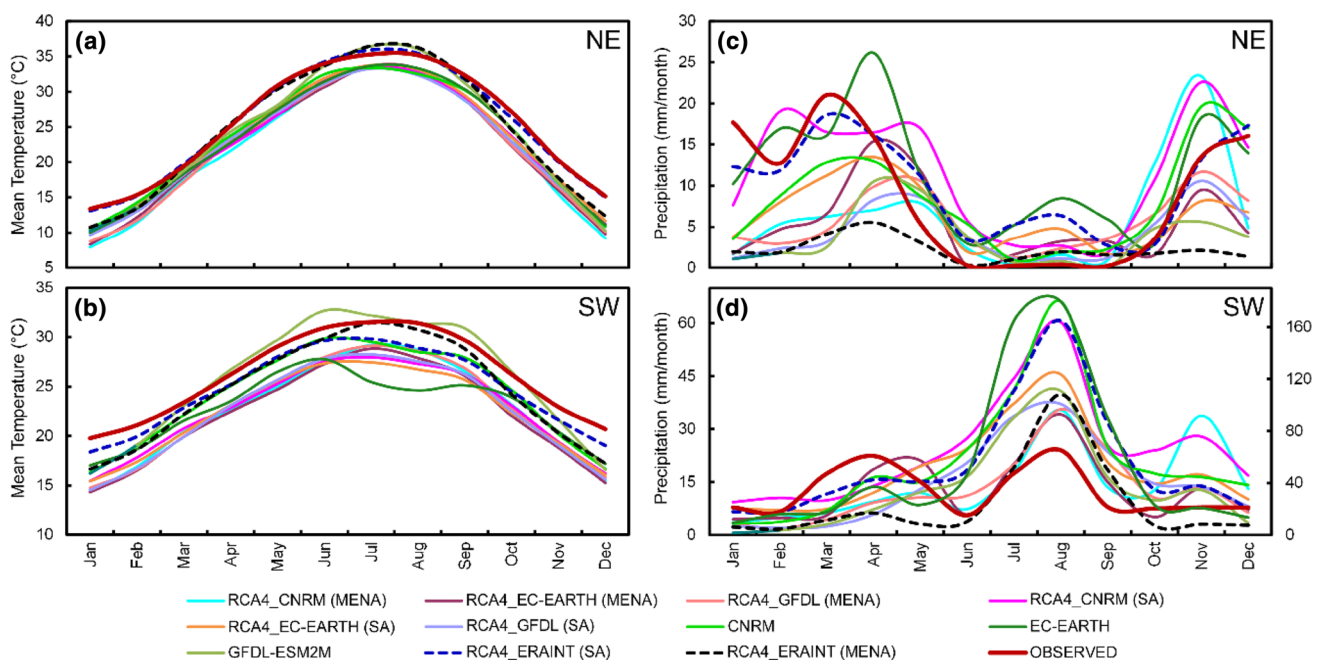 (a)
NE
Mean Temperature (°C)
40
35
30
25
20
15
10
5
(c)
NE
Precipitation (mm/month)
30
25
20
15
10
5
0
(b)
SW
Mean Temperature (°C)
35
30
25
20
15
10
Jan Feb Mar Apr May Jun Jul Aug Sep Oct Nov Dec
(d)
SW
Precipitation (mm/month)
60
45
30
15
0
160
120
80
40
0
Jan Feb Mar Apr May Jun Jul Aug Sep Oct Nov Dec
RCA4_CNRM (MENA) RCA4_EC-EARTH (MENA) RCA4_GFDL (MENA) RCA4_CNRM (SA)
RCA4_EC-EARTH (SA) RCA4_GFDL (SA) CNRM EC-EARTH
GFDL-ESM2M RCA4_ERAINT (SA) RCA4_ERAINT (MENA) OBSERVED